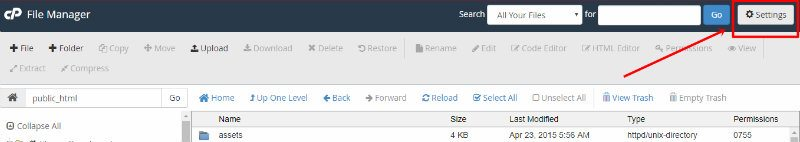 cP File Manager Search All Your Files for Go Settings
+ File + Folder Copy Move Upload Download Delete Restore Rename Edit Code Editor HTML Editor Permissions View
Extract Compress
public_html Go Home Up One Level Back Forward Reload Select All Unselect All View Trash Empty Trash
Collapse All Name Size Last Modified Type Permissions
assets 4 KB Apr 23, 2015 5:56 AM httpd/unix-directory 0755